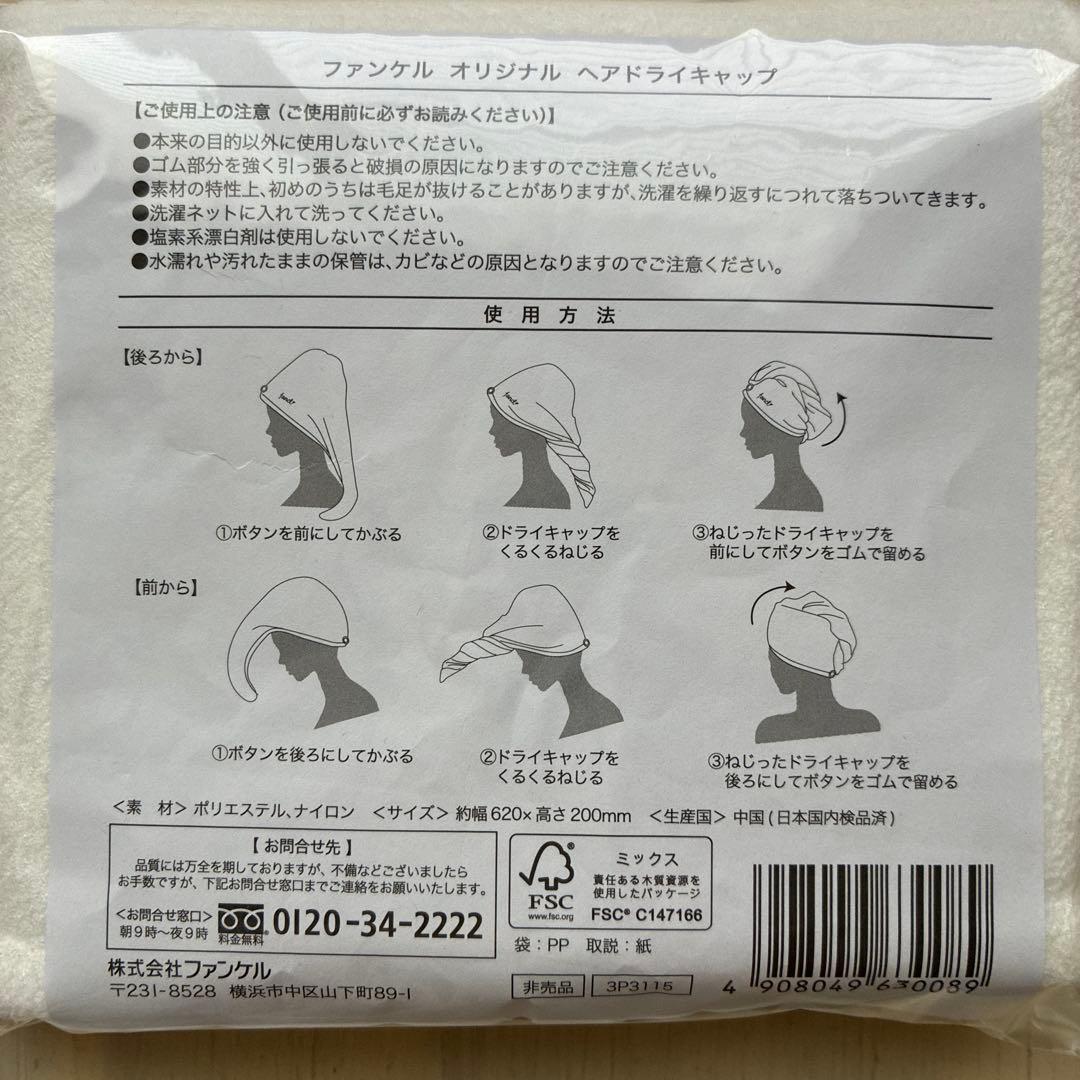 ファンケル オリジナル ヘアドライキャップ
【ご使用上の注意（ご使用前に必ずお読みください）】
●本来の目的以外に使用しないでください。
●ゴム部分を強く引っ張ると破損の原因になりますのでご注意ください。
●素材の特性上、初めのうちは毛足が抜けることがありますが、洗濯を繰り返すにつれて落ちついてきます。
●洗濯ネットに入れて洗ってください。
●塩素系漂白剤は使用しないでください。
●水濡れや汚れたままの保管は、カビなどの原因となりますのでご注意ください。
使用方法
【後ろから】
fancl
fancl
fancl
①ボタンを前にしてかぶる
②ドライキャップを
くるくるねじる
③ねじったドライキャップを
前にしてボタンをゴムで留める
【前から】
①ボタンを後ろにしてかぶる
②ドライキャップを
くるくるねじる
③ねじったドライキャップを
後ろにしてボタンをゴムで留める
＜素 材＞ ポリエステル、ナイロン ＜サイズ＞ 約幅620×高さ200mm ＜生産国＞ 中国（日本国内検品済）
【お問合せ先】
品質には万全を期しておりますが、不備などございましたら
お手数ですが、下記お問合せ窓口までご連絡をお願いいたします。
＜お問合せ窓口＞
朝9時～夜9時
料金無料
0120-34-2222
FSC
www.fsc.org
ミックス
責任ある木質資源を
使用したパッケージ
FSC® C147166
袋：PP 取説：紙
株式会社ファンケル
〒231-8528 横浜市中区山下町89-1
非売品
3P3115
4 908049 630089